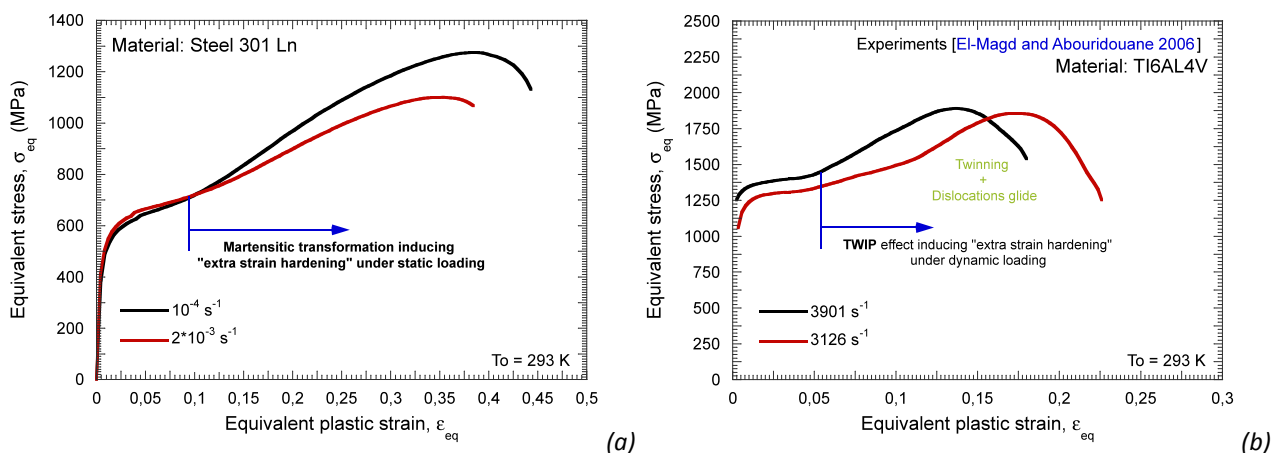 Material: Steel 301 Ln
1400
1200
1000
800
600
400
200
0
Equivalent stress, σeq (MPa)
Martensitic transformation inducing
"extra strain hardening" under static loading
10-4 s-1
2*10-3 s-1
To = 293 K
0 0,05 0,1 0,15 0,2 0,25 0,3 0,35 0,4 0,45 0,5
Equivalent plastic strain, εeq
(a)
Experiments [El-Magd and Abouridouane 2006]
Material: TI6AL4V
2500
2250
2000
1750
1500
1250
1000
750
500
250
0
Equivalent stress, σeq (MPa)
Twinning
+
Dislocations glide
TWIP effect inducing "extra strain hardening"
under dynamic loading
3901 s-1
3126 s-1
To = 293 K
0 0,05 0,1 0,15 0,2 0,25 0,3
Equivalent plastic strain, εeq
(b)